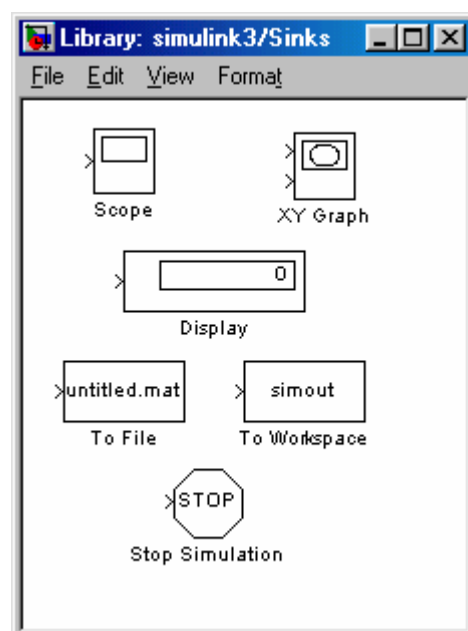 Library: simulink3/Sinks
File Edit View Format
Scope
XY Graph
0
Display
untitled.mat
simout
To File
To Workspace
STOP
Stop Simulation